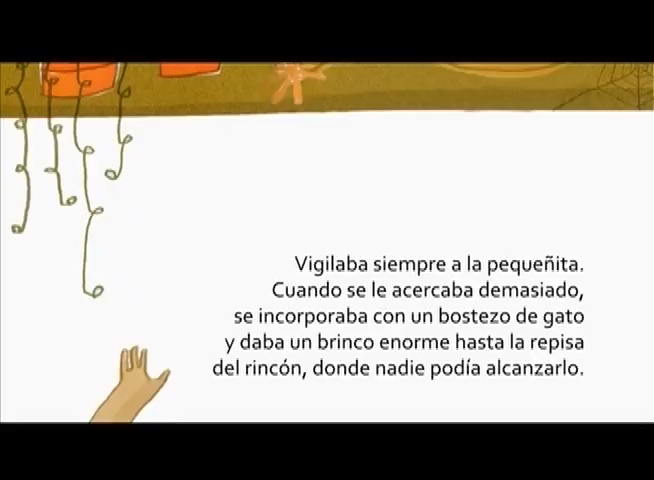 Vigilaba siempre a la pequeñita.
Cuando se le acercaba demasiado,
se incorporaba con un bostezo de gato
y daba un brinco enorme hasta la repisa
del rincón, donde nadie podía alcanzarlo.